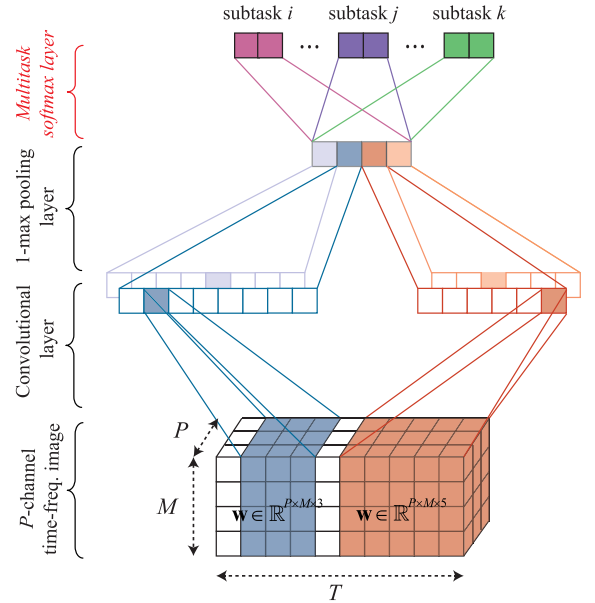 subtask i ... subtask j ... subtask k
Multitask
softmax layer
1-max pooling
layer
Convolutional
layer
P-channel
time-freq. image
P
M
w ∈ ℝ^{P×M×3}
w ∈ ℝ^{P×M×5}
T